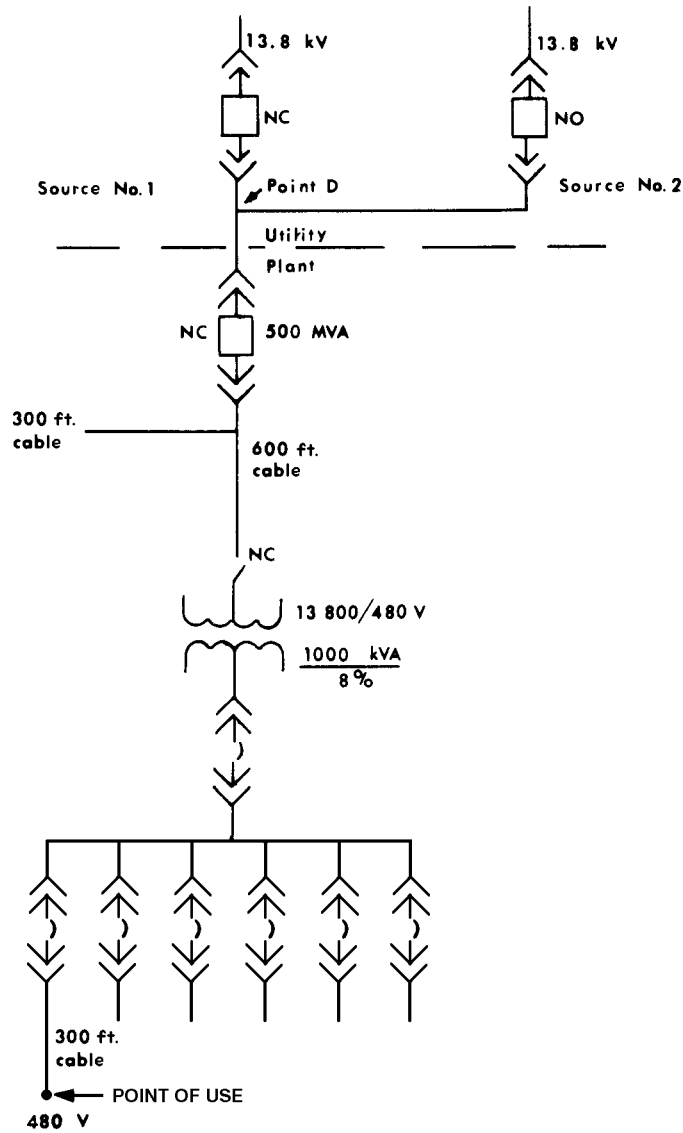 13.8 kV
13.8 kV
NC
NO
Source No.1
Point D
Source No.2
Utility
Plant
NC
500 MVA
300 ft.
cable
600 ft.
cable
NC
13 800/480 V
1000 kVA
8%
300 ft.
cable
POINT OF USE
480 V